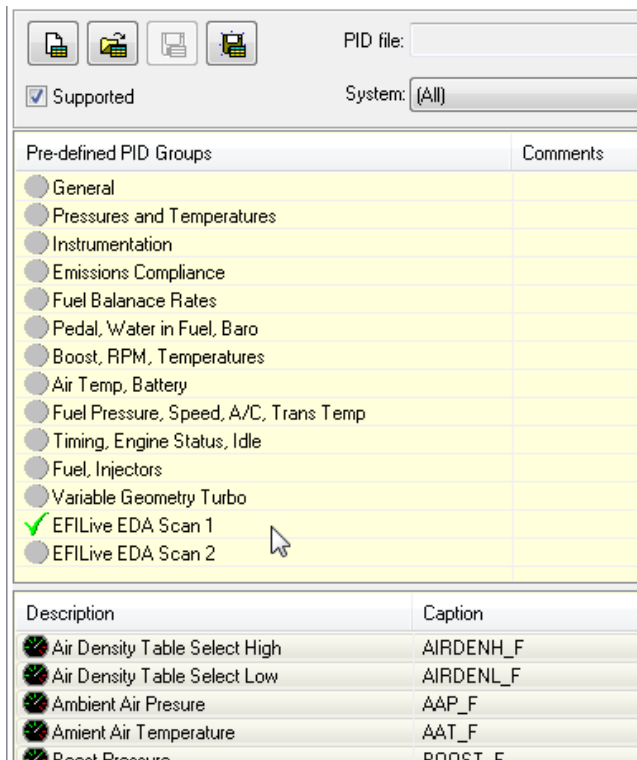 PID file:
Supported
System: (All)
Pre-defined PID Groups Comments
General
Pressures and Temperatures
Instrumentation
Emissions Compliance
Fuel Balanace Rates
Pedal, Water in Fuel, Baro
Boost, RPM, Temperatures
Air Temp, Battery
Fuel Pressure, Speed, A/C, Trans Temp
Timing, Engine Status, Idle
Fuel, Injectors
Variable Geometry Turbo
EFILive EDA Scan 1
EFILive EDA Scan 2
Description Caption
Air Density Table Select High AIRDENH_F
Air Density Table Select Low AIRDENL_F
Ambient Air Presure AAP_F
Amient Air Temperature AAT_F
Boost Pressure BOOST_F